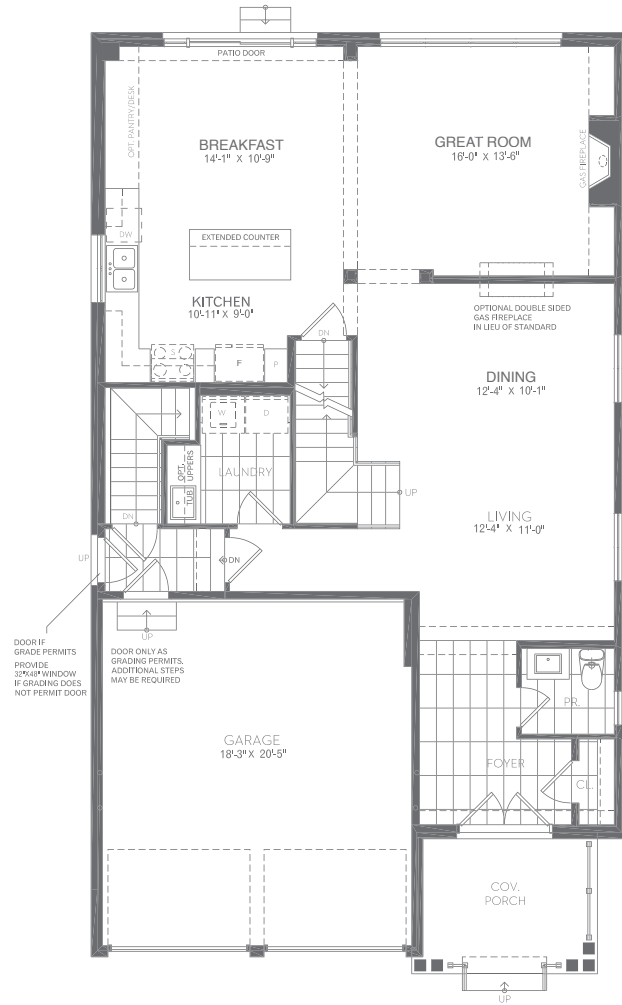 PATIO DOOR
OPT. PANTRY/DESK
BREAKFAST
14'-1" X 10'-9"
GREAT ROOM
16'-0" X 13'-6"
GAS FIREPLACE
DW
EXTENDED COUNTER
KITCHEN
10'-11" X 9'-0"
OPTIONAL DOUBLE SIDED
GAS FIREPLACE
IN LIEU OF STANDARD
DN
S
F
P
DINING
12'-4" X 10'-1"
W
D
OPT.
UPPERS
TUB
LAUNDRY
UP
LIVING
12'-4" X 11'-0"
DN
UP
DN
DOOR IF
GRADE PERMITS
PROVIDE
32"X48" WINDOW
IF GRADING DOES
NOT PERMIT DOOR
UP
DOOR ONLY AS
GRADING PERMITS.
ADDITIONAL STEPS
MAY BE REQUIRED
PR.
GARAGE
18'-3" X 20'-5"
FOYER
CL.
COV.
PORCH
UP